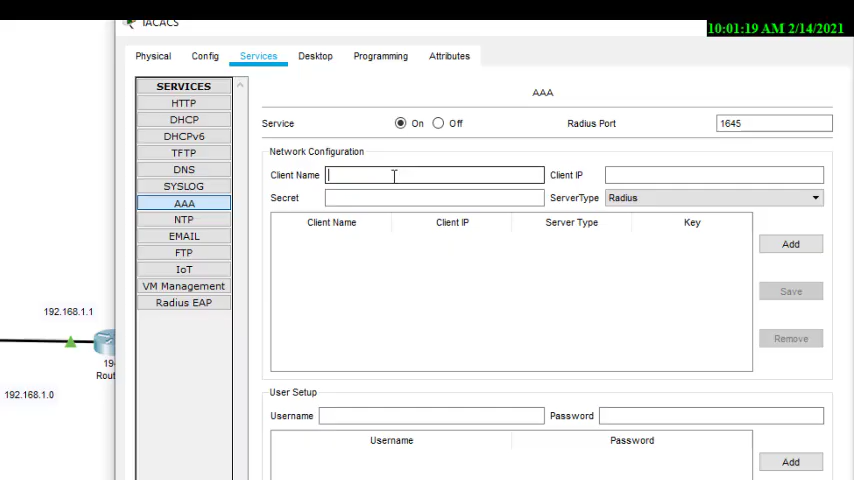 TACACS
10:01:19 AM 2/14/2021
Physical Config Services Desktop Programming Attributes
SERVICES
HTTP
DHCP
DHCPv6
TFTP
DNS
SYSLOG
AAA
NTP
EMAIL
FTP
IoT
VM Management
Radius EAP
AAA
Service On Off Radius Port 1645
Network Configuration
Client Name Client IP
Secret ServerType Radius
Client Name Client IP Server Type Key
Add
Save
Remove
User Setup
Username Password
Username Password
Add
192.168.1.1
19
Rout
192.168.1.0